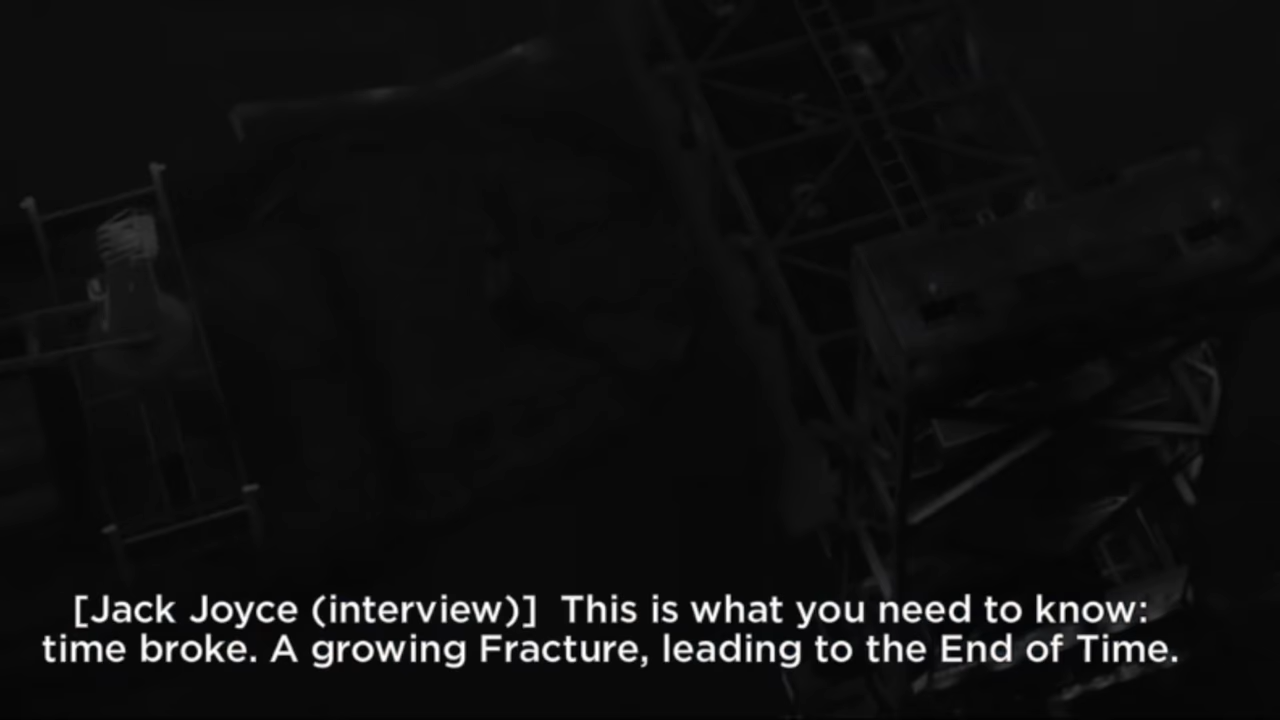 [Jack Joyce (interview)] This is what you need to know:
time broke. A growing Fracture, leading to the End of Time.